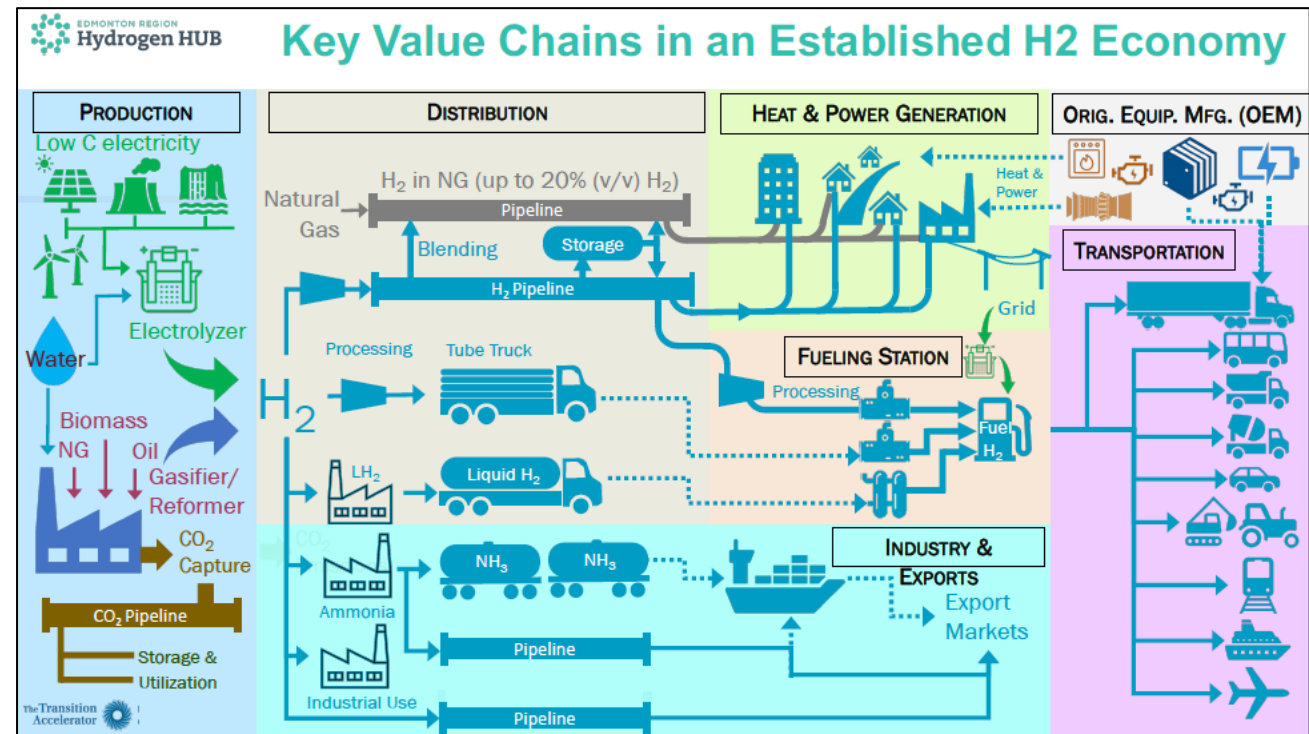 EDMONTON REGION
Hydrogen HUB
Key Value Chains in an Established H2 Economy
PRODUCTION
Low C electricity
Electrolyzer
Water
Biomass
NG
Oil
Gasifier/
Reformer
CO₂
Capture
CO₂ Pipeline
Storage &
Utilization
The Transition
Accelerator
DISTRIBUTION
H₂ in NG (up to 20% (v/v) H₂)
Natural
Gas
Pipeline
Blending
Storage
H₂ Pipeline
Processing
Tube Truck
H₂
LH₂
Liquid H₂
HEAT & POWER GENERATION
Heat &
Power
Grid
FUELING STATION
Processing
Fuel
H₂
INDUSTRY &
EXPORTS
NH₃
NH₃
Ammonia
Export
Markets
Pipeline
Industrial Use
Pipeline
ORIG. EQUIP. MFG. (OEM)
TRANSPORTATION